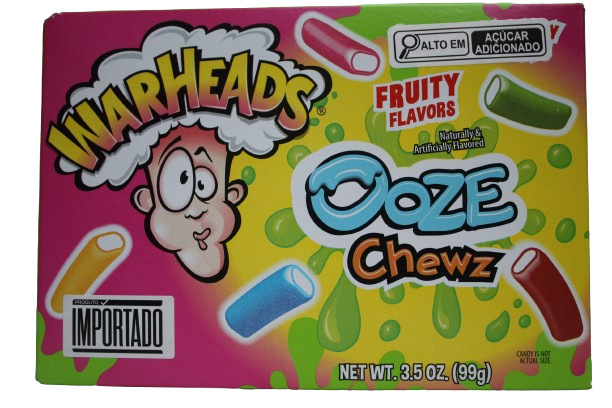 WARHEADS®
ALTO EM
AÇÚCAR
ADICIONADO
FRUITY
FLAVORS
Naturally &
Artificially Flavored
OOZE
Chewz
PRODUTO
IMPORTADO
CANDY IS NOT
ACTUAL SIZE.
NET WT. 3.5 OZ. (99g)